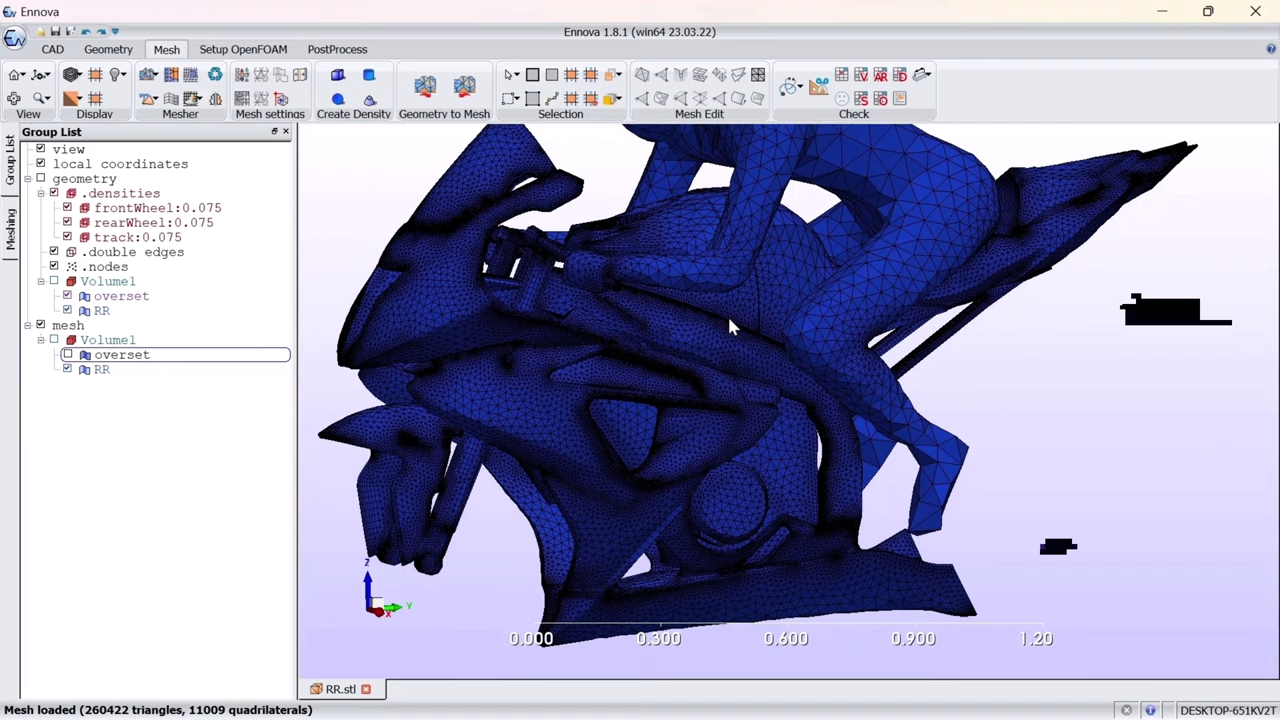 Ennova
Ennova 1.8.1 (win64 23.03.22)
CAD Geometry Mesh Setup OpenFOAM PostProcess
View Display Mesher Mesh settings Create Density Geometry to Mesh Selection Mesh Edit Check
Group List
Group List
Meshing
view
local coordinates
geometry
.densities
frontWheel:0.075
rearWheel:0.075
track:0.075
.double edges
.nodes
Volume1
overset
RR
mesh
Volume1
overset
RR
Z
Y
X
0.000 0.300 0.600 0.900 1.20
RR.stl
Mesh loaded (260422 triangles, 11009 quadrilaterals)
DESKTOP-651KV2T